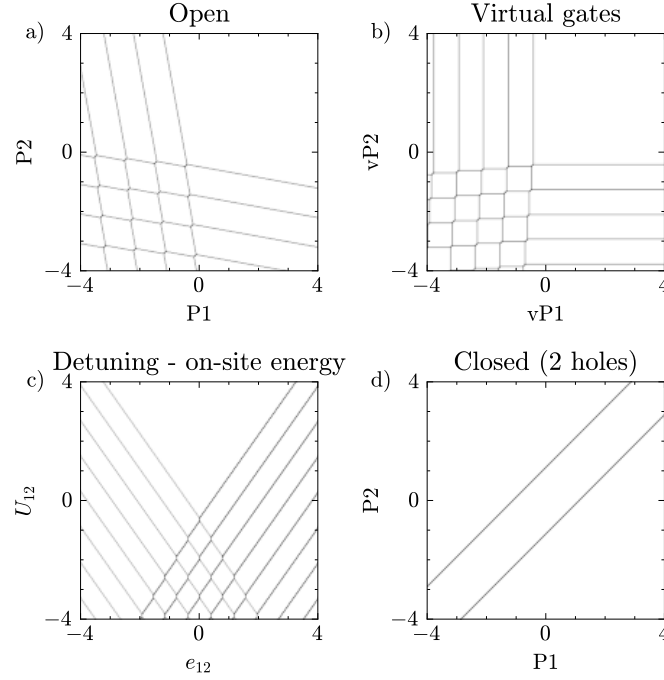 Open
a)
4
0
−4
P2
−4
0
4
P1
Virtual gates
b)
4
0
−4
vP2
−4
0
4
vP1
Detuning - on-site energy
c)
4
0
−4
U₁₂
−4
0
4
e₁₂
Closed (2 holes)
d)
4
0
−4
P2
−4
0
4
P1